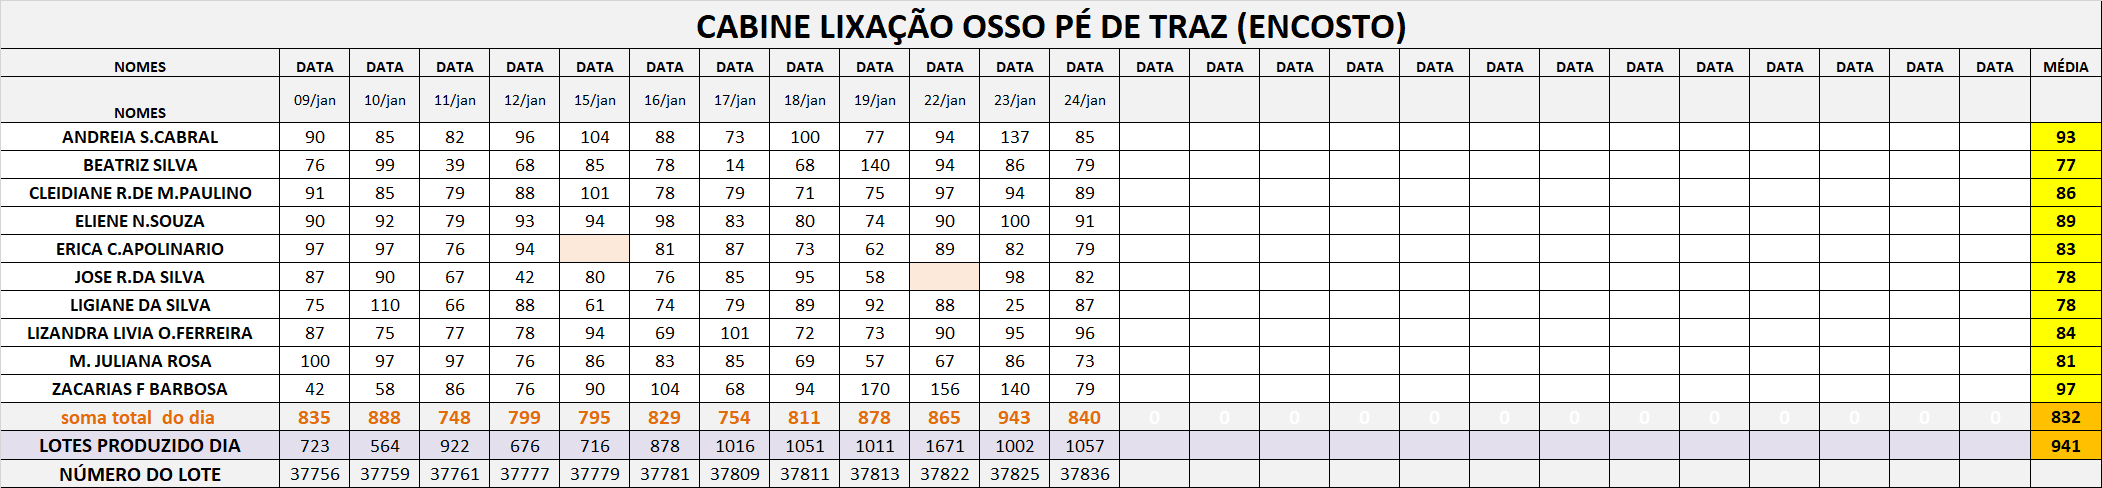 CABINE LIXAÇÃO OSSO PÉ DE TRAZ (ENCOSTO)
NOMES DATA DATA DATA DATA DATA DATA DATA DATA DATA DATA DATA DATA DATA DATA DATA DATA DATA DATA DATA DATA DATA DATA DATA DATA DATA MÉDIA
NOMES 09/jan 10/jan 11/jan 12/jan 15/jan 16/jan 17/jan 18/jan 19/jan 22/jan 23/jan 24/jan
ANDREIA S.CABRAL 90 85 82 96 104 88 73 100 77 94 137 85 93
BEATRIZ SILVA 76 99 39 68 85 78 14 68 140 94 86 79 77
CLEIDIANE R.DE M.PAULINO 91 85 79 88 101 78 79 71 75 97 94 89 86
ELIENE N.SOUZA 90 92 79 93 94 98 83 80 74 90 100 91 89
ERICA C.APOLINARIO 97 97 76 94 81 87 73 62 89 82 79 83
JOSE R.DA SILVA 87 90 67 42 80 76 85 95 58 98 82 78
LIGIANE DA SILVA 75 110 66 88 61 74 79 89 92 88 25 87 78
LIZANDRA LIVIA O.FERREIRA 87 75 77 78 94 69 101 72 73 90 95 96 84
M. JULIANA ROSA 100 97 97 76 86 83 85 69 57 67 86 73 81
ZACARIAS F BARBOSA 42 58 86 76 90 104 68 94 170 156 140 79 97
soma total do dia 835 888 748 799 795 829 754 811 878 865 943 840 0 0 0 0 0 0 0 0 0 0 0 0 0 832
LOTES PRODUZIDO DIA 723 564 922 676 716 878 1016 1051 1011 1671 1002 1057 941
NÚMERO DO LOTE 37756 37759 37761 37777 37779 37781 37809 37811 37813 37822 37825 37836